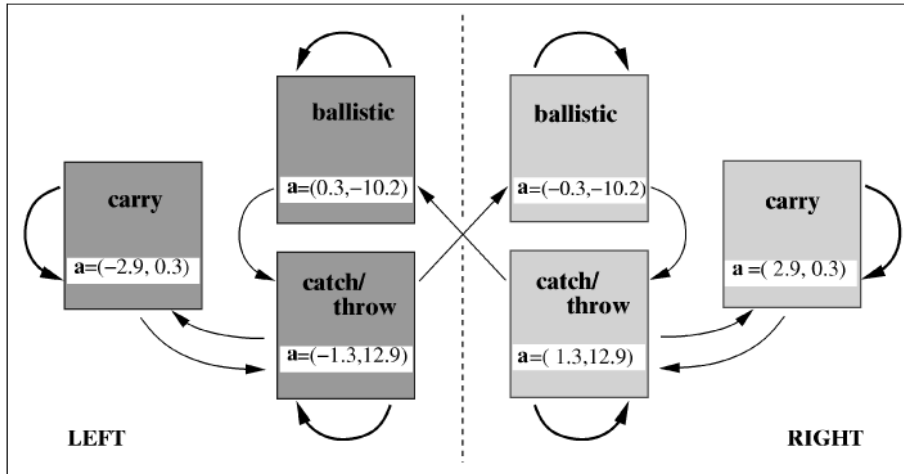 ballistic
a=(0.3,−10.2)
ballistic
a=(−0.3,−10.2)
carry
a=(−2.9, 0.3)
carry
a =( 2.9, 0.3)
catch/
throw
a=(−1.3,12.9)
catch/
throw
a=( 1.3,12.9)
LEFT
RIGHT